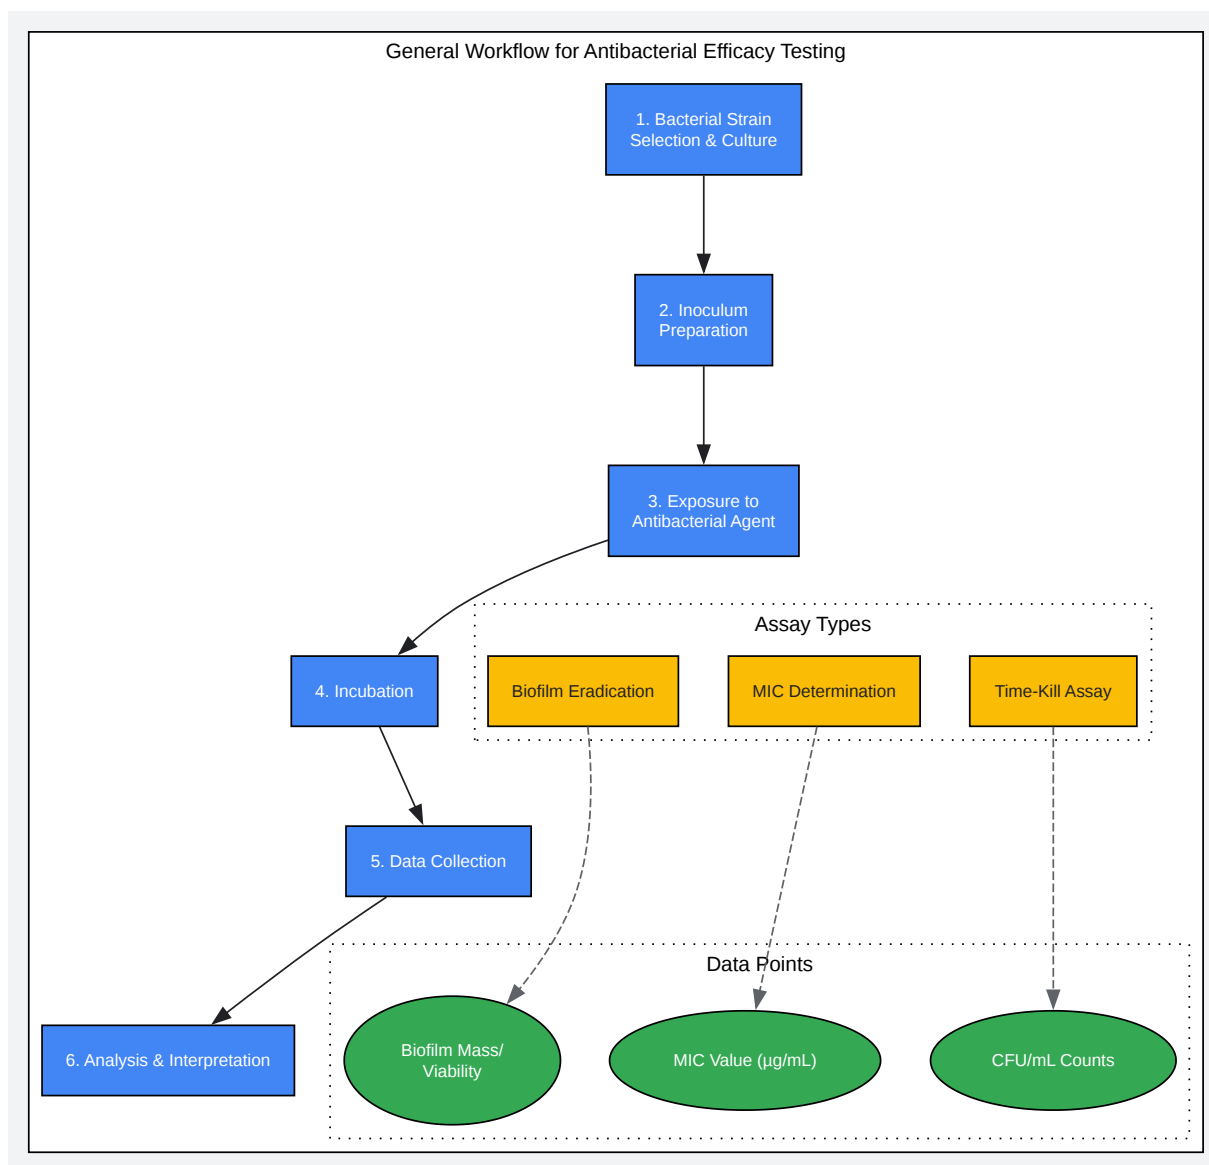 General Workflow for Antibacterial Efficacy Testing
1. Bacterial Strain
Selection & Culture
2. Inoculum
Preparation
3. Exposure to
Antibacterial Agent
Assay Types
4. Incubation
Biofilm Eradication
MIC Determination
Time-Kill Assay
5. Data Collection
Data Points
6. Analysis & Interpretation
Biofilm Mass/
Viability
MIC Value (µg/mL)
CFU/mL Counts